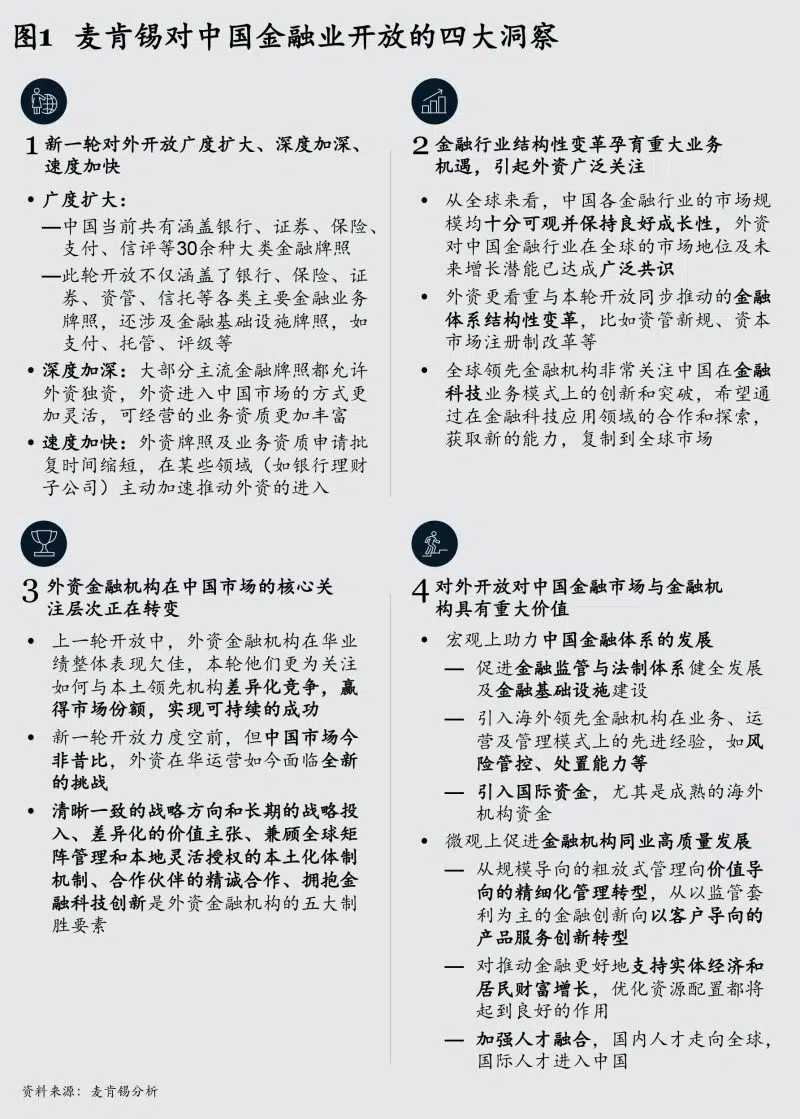 图1 麦肯锡对中国金融业开放的四大洞察
1 新一轮对外开放广度扩大、深度加深、
速度加快
• 广度扩大：
—中国当前共有涵盖银行、证券、保险、
支付、信评等30余种大类金融牌照
—此轮开放不仅涵盖了银行、保险、证
券、资管、信托等各类主要金融业务
牌照，还涉及金融基础设施牌照，如
支付、托管、评级等
• 深度加深：大部分主流金融牌照都允许
外资独资，外资进入中国市场的方式更
加灵活，可经营的业务资质更加丰富
• 速度加快：外资牌照及业务资质申请批
复时间缩短，在某些领域（如银行理财
子公司）主动加速推动外资的进入
2 金融行业结构性变革孕育重大业务
机遇，引起外资广泛关注
• 从全球来看，中国各金融行业的市场规
模均十分可观并保持良好成长性，外资
对中国金融行业在全球的市场地位及未
来增长潜能已达成广泛共识
• 外资更看重与本轮开放同步推动的金融
体系结构性变革，比如资管新规、资本
市场注册制改革等
• 全球领先金融机构非常关注中国在金融
科技业务模式上的创新和突破，希望通
过在金融科技应用领域的合作和探索，
获取新的能力，复制到全球市场
3 外资金融机构在中国市场的核心关
注层次正在转变
• 上一轮开放中，外资金融机构在华业
绩整体表现欠佳，本轮他们更为关注
如何与本土领先机构差异化竞争，赢
得市场份额，实现可持续的成功
• 新一轮开放力度空前，但中国市场今
非昔比，外资在华运营如今面临全新
的挑战
• 清晰一致的战略方向和长期的战略投
入、差异化的价值主张、兼顾全球矩
阵管理和本地灵活授权的本土化体制
机制、合作伙伴的精诚合作、拥抱金
融科技创新是外资金融机构的五大制
胜要素
4 对外开放对中国金融市场与金融机
构具有重大价值
• 宏观上助力中国金融体系的发展
— 促进金融监管与法制体系健全发展
及金融基础设施建设
— 引入海外领先金融机构在业务、运
营及管理模式上的先进经验，如风
险管控、处置能力等
— 引入国际资金，尤其是成熟的海外
机构资金
• 微观上促进金融机构同业高质量发展
— 从规模导向的粗放式管理向价值导
向的精细化管理转型，从以监管套
利为主的金融创新向以客户导向的
产品服务创新转型
— 对推动金融更好地支持实体经济和
居民财富增长，优化资源配置都将
起到良好的作用
— 加强人才融合，国内人才走向全球，
国际人才进入中国
资料来源：麦肯锡分析